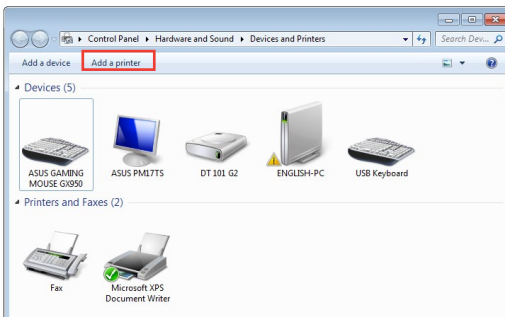 Control Panel Hardware and Sound Devices and Printers
Search Dev...
Add a device Add a printer
Devices (5)
ASUS GAMING
MOUSE GX950
ASUS PM17TS
DT 101 G2
ENGLISH-PC
USB Keyboard
Printers and Faxes (2)
Fax
Microsoft XPS
Document Writer